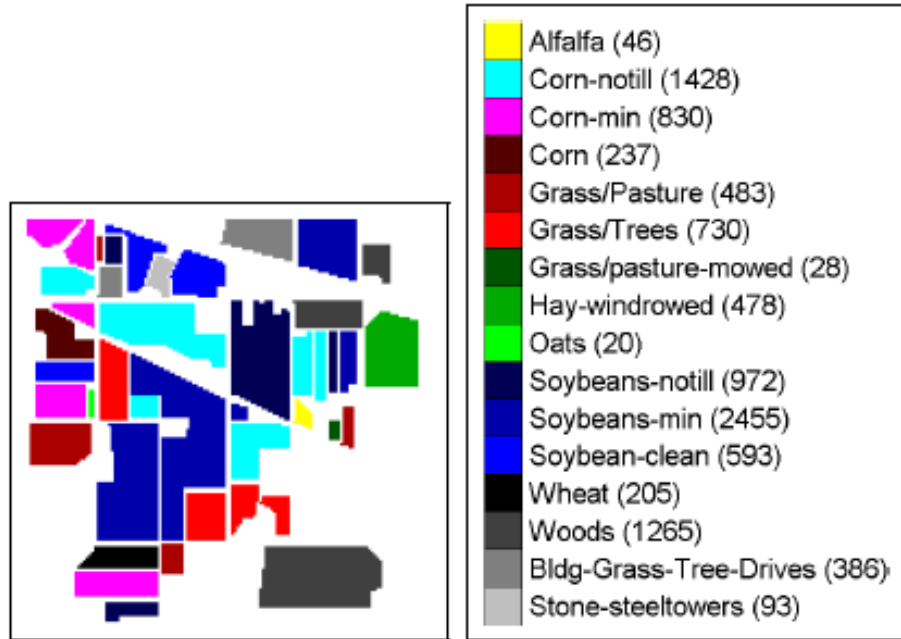 Alfalfa (46)
Corn-notill (1428)
Corn-min (830)
Corn (237)
Grass/Pasture (483)
Grass/Trees (730)
Grass/pasture-mowed (28)
Hay-windrowed (478)
Oats (20)
Soybeans-notill (972)
Soybeans-min (2455)
Soybean-clean (593)
Wheat (205)
Woods (1265)
Bldg-Grass-Tree-Drives (386)
Stone-steeltowers (93)